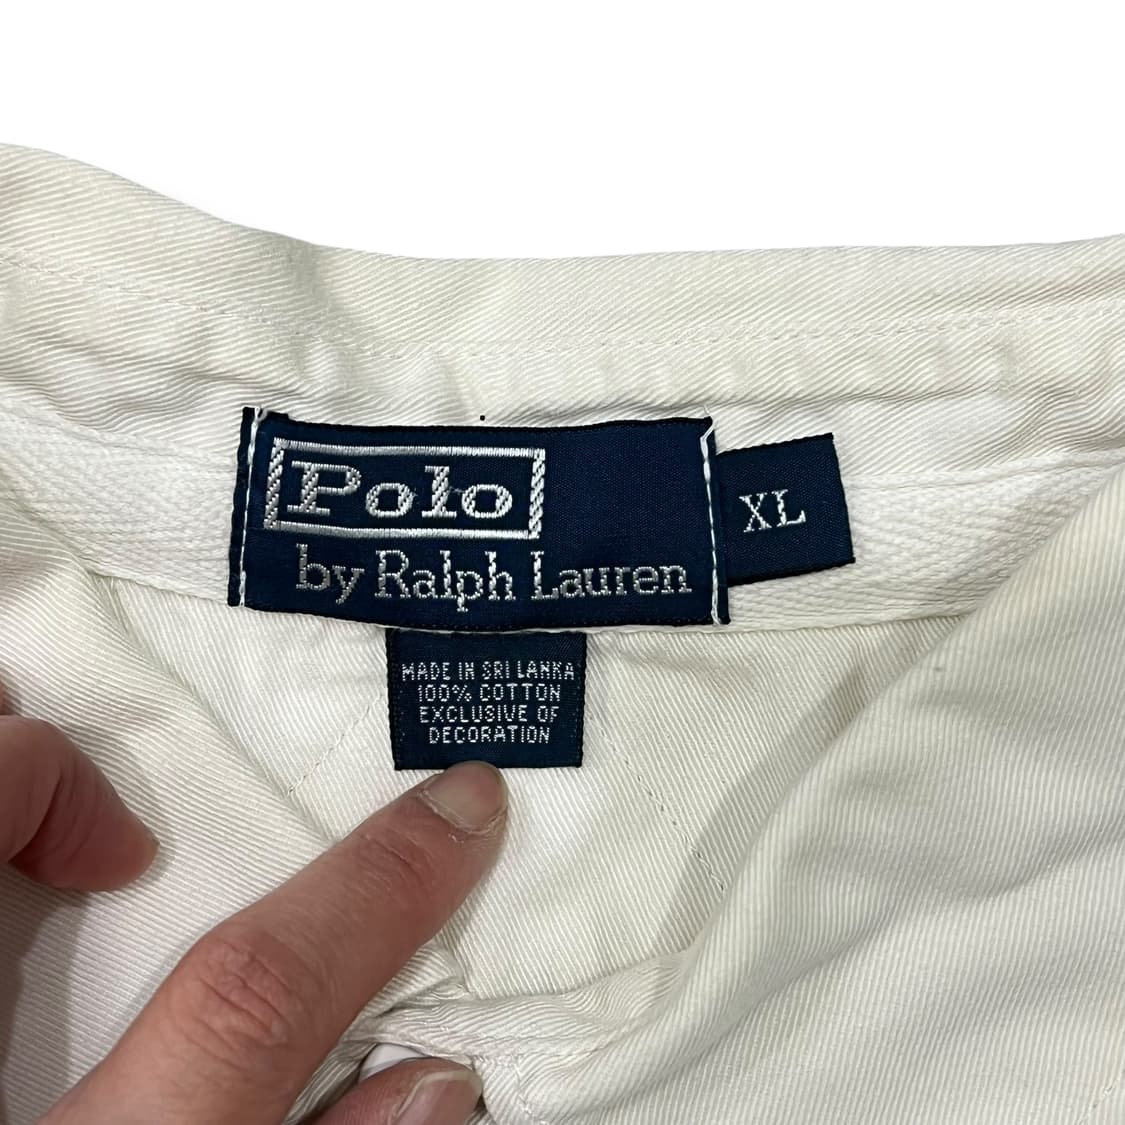 Polo
by Ralph Lauren
XL
MADE IN SRI LANKA
100% COTTON
EXCLUSIVE OF
DECORATION